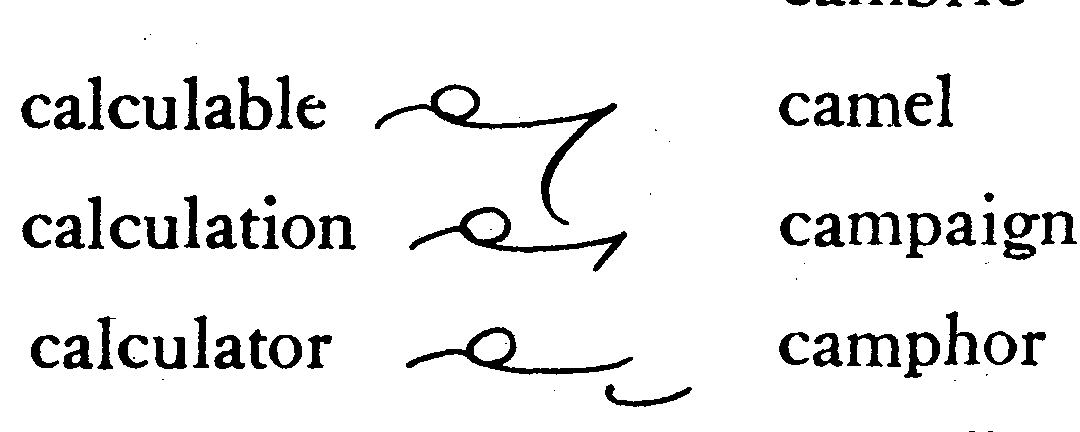 calculable camel
calculation campaign
calculator camphor